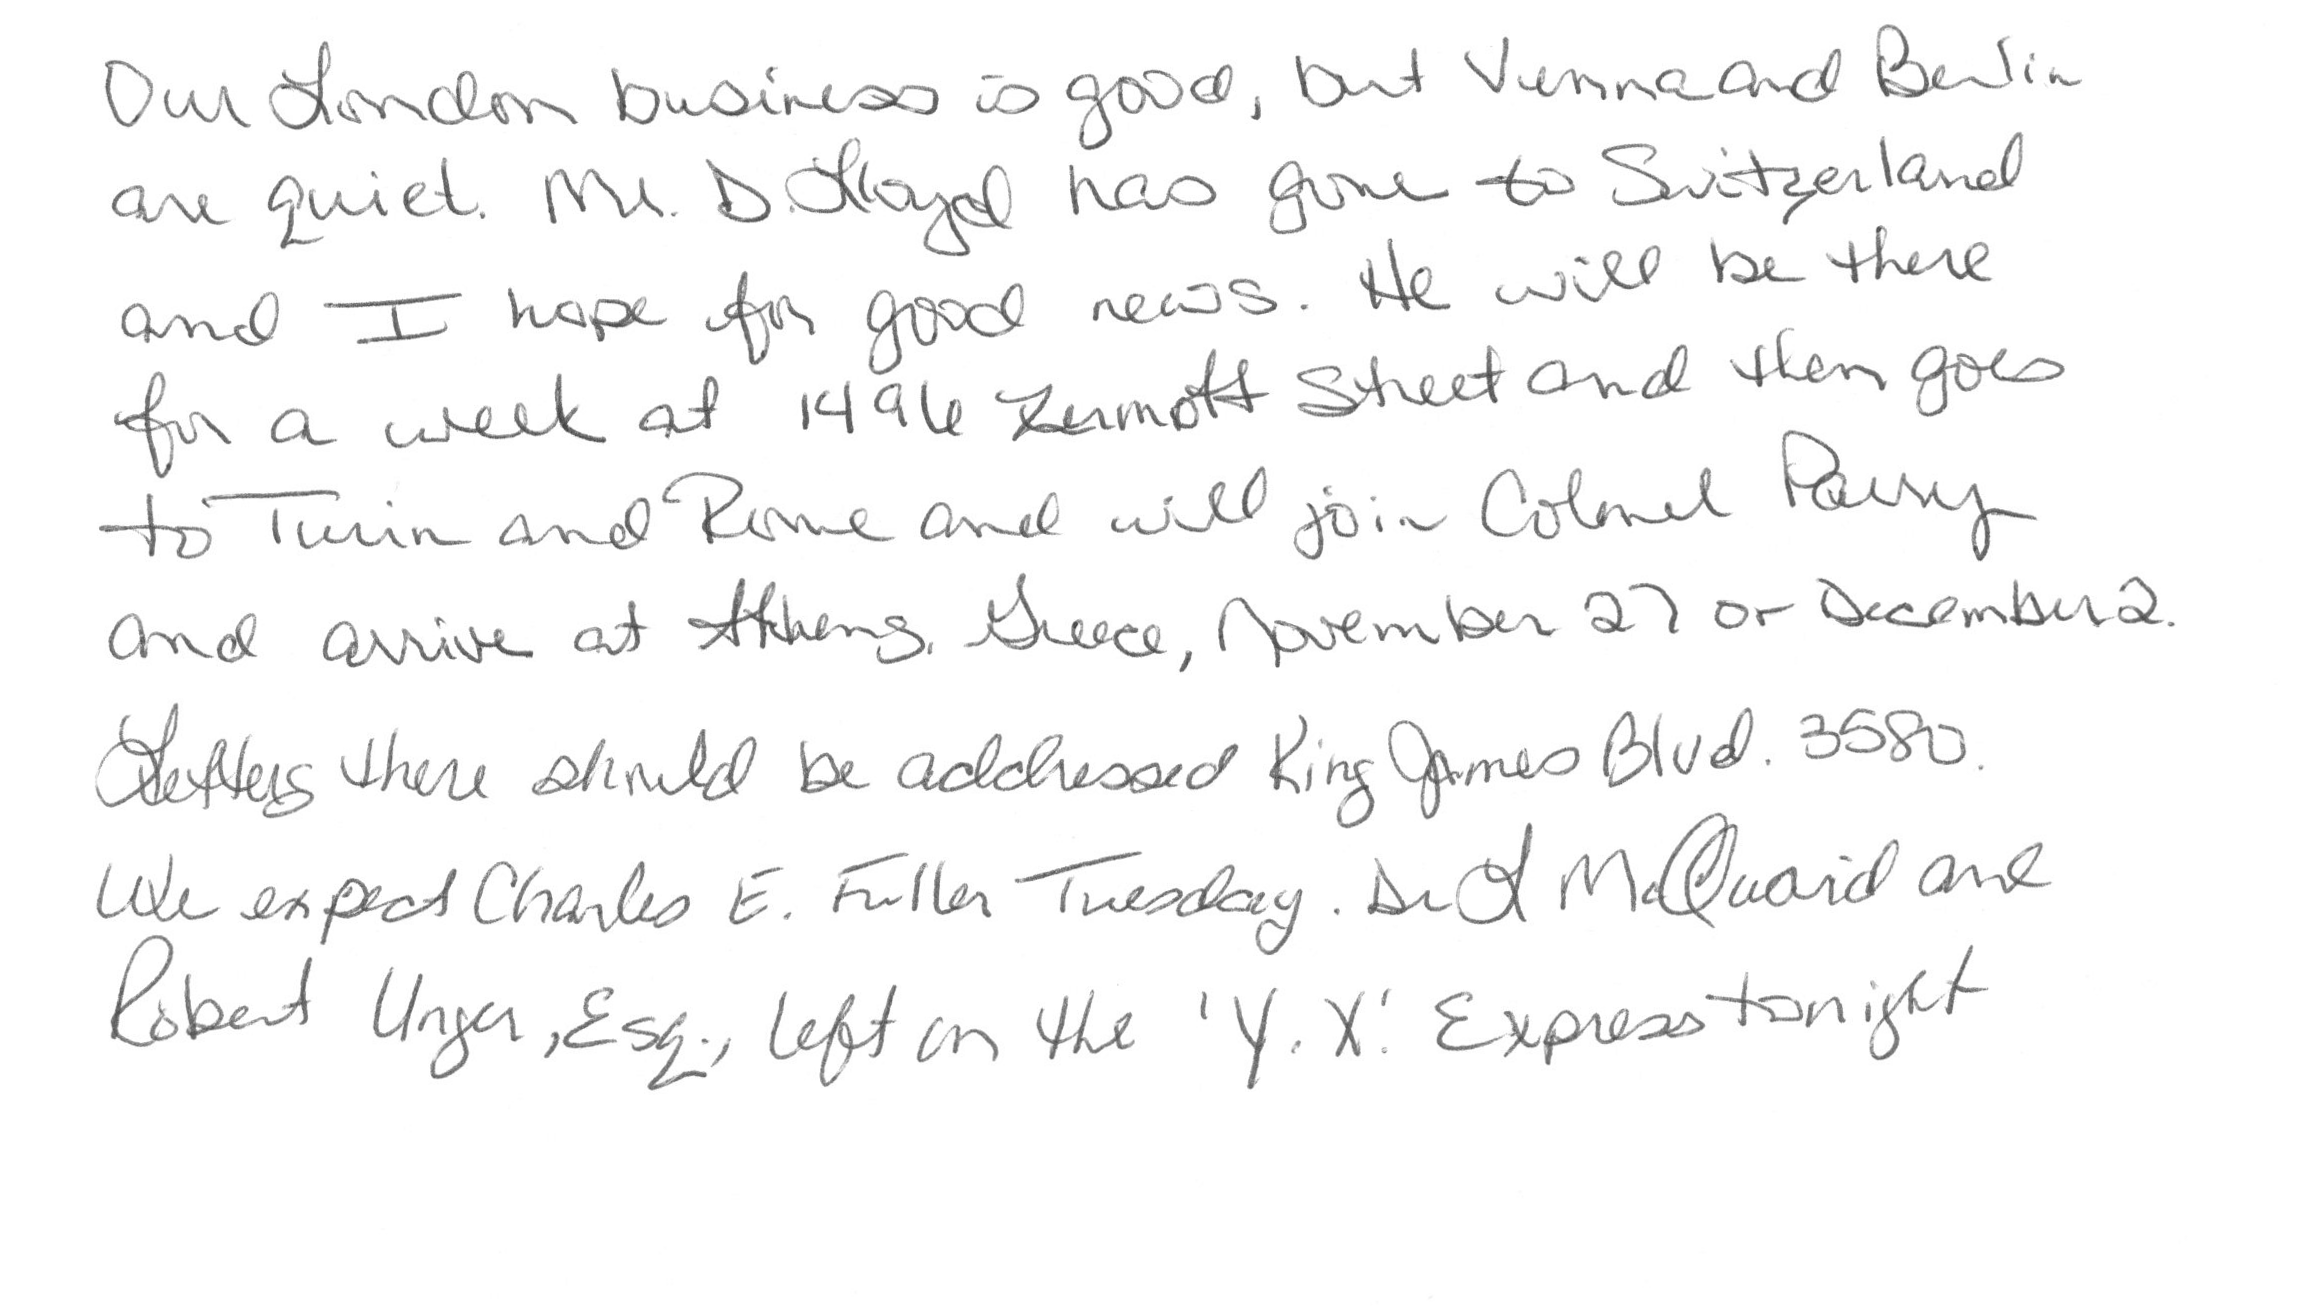 Our London business is good, but Vienna and Berlin
are quiet. Mr. D. Lloyd has gone to Switzerland
and I hope for good news. He will be there
for a week at 1496 Zermott Street and then goes
to Turin and Rome and will join Colonel Parry
and arrive at Athens, Greece, November 27 or December 2.
Letters there should be addressed King James Blvd. 3580.
We expect Charles E. Fuller Tuesday. Dr L McQuaid and
Robert Unger, Esq., left on the 'Y. X.' Express tonight